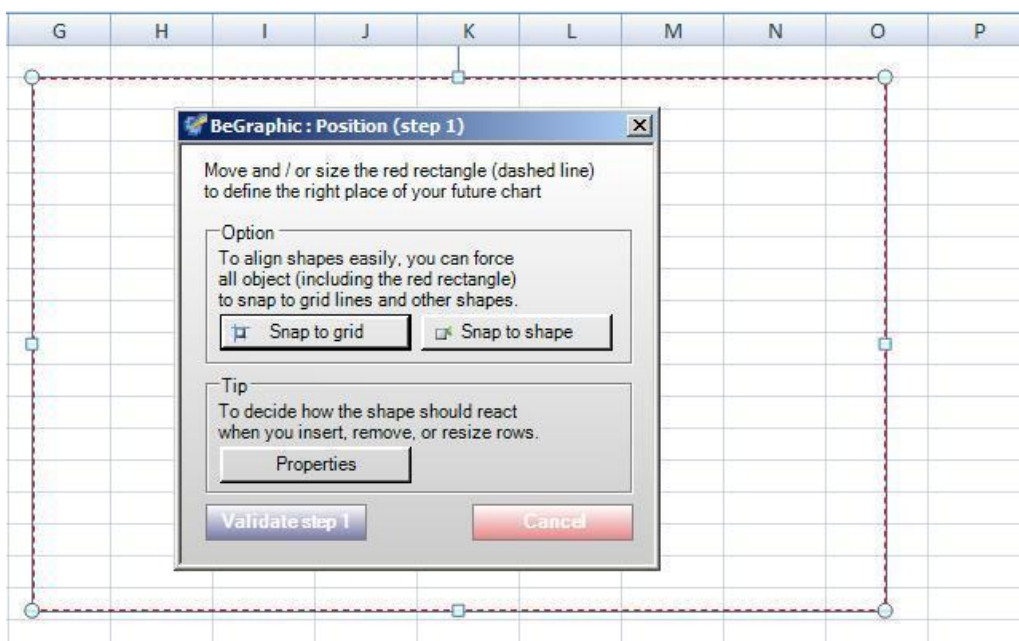 G H I J K L M N O P
BeGraphic : Position (step 1)
Move and / or size the red rectangle (dashed line)
to define the right place of your future chart
Option
To align shapes easily, you can force
all object (including the red rectangle)
to snap to grid lines and other shapes.
Snap to grid Snap to shape
Tip
To decide how the shape should react
when you insert, remove, or resize rows.
Properties
Validate step 1 Cancel